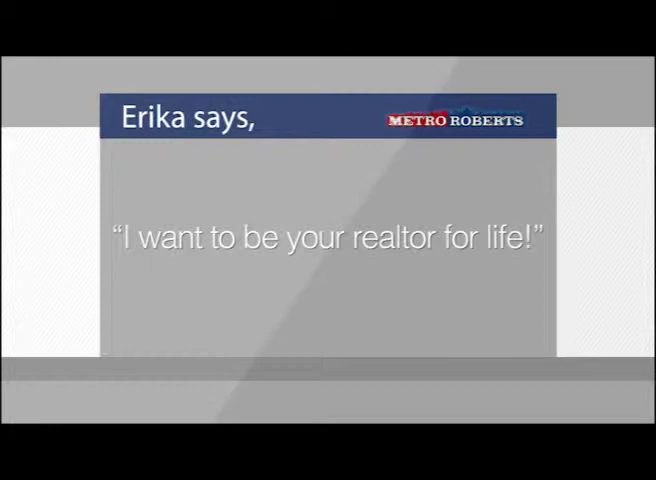 Erika says,
METRO ROBERTS
“I want to be your realtor for life!”